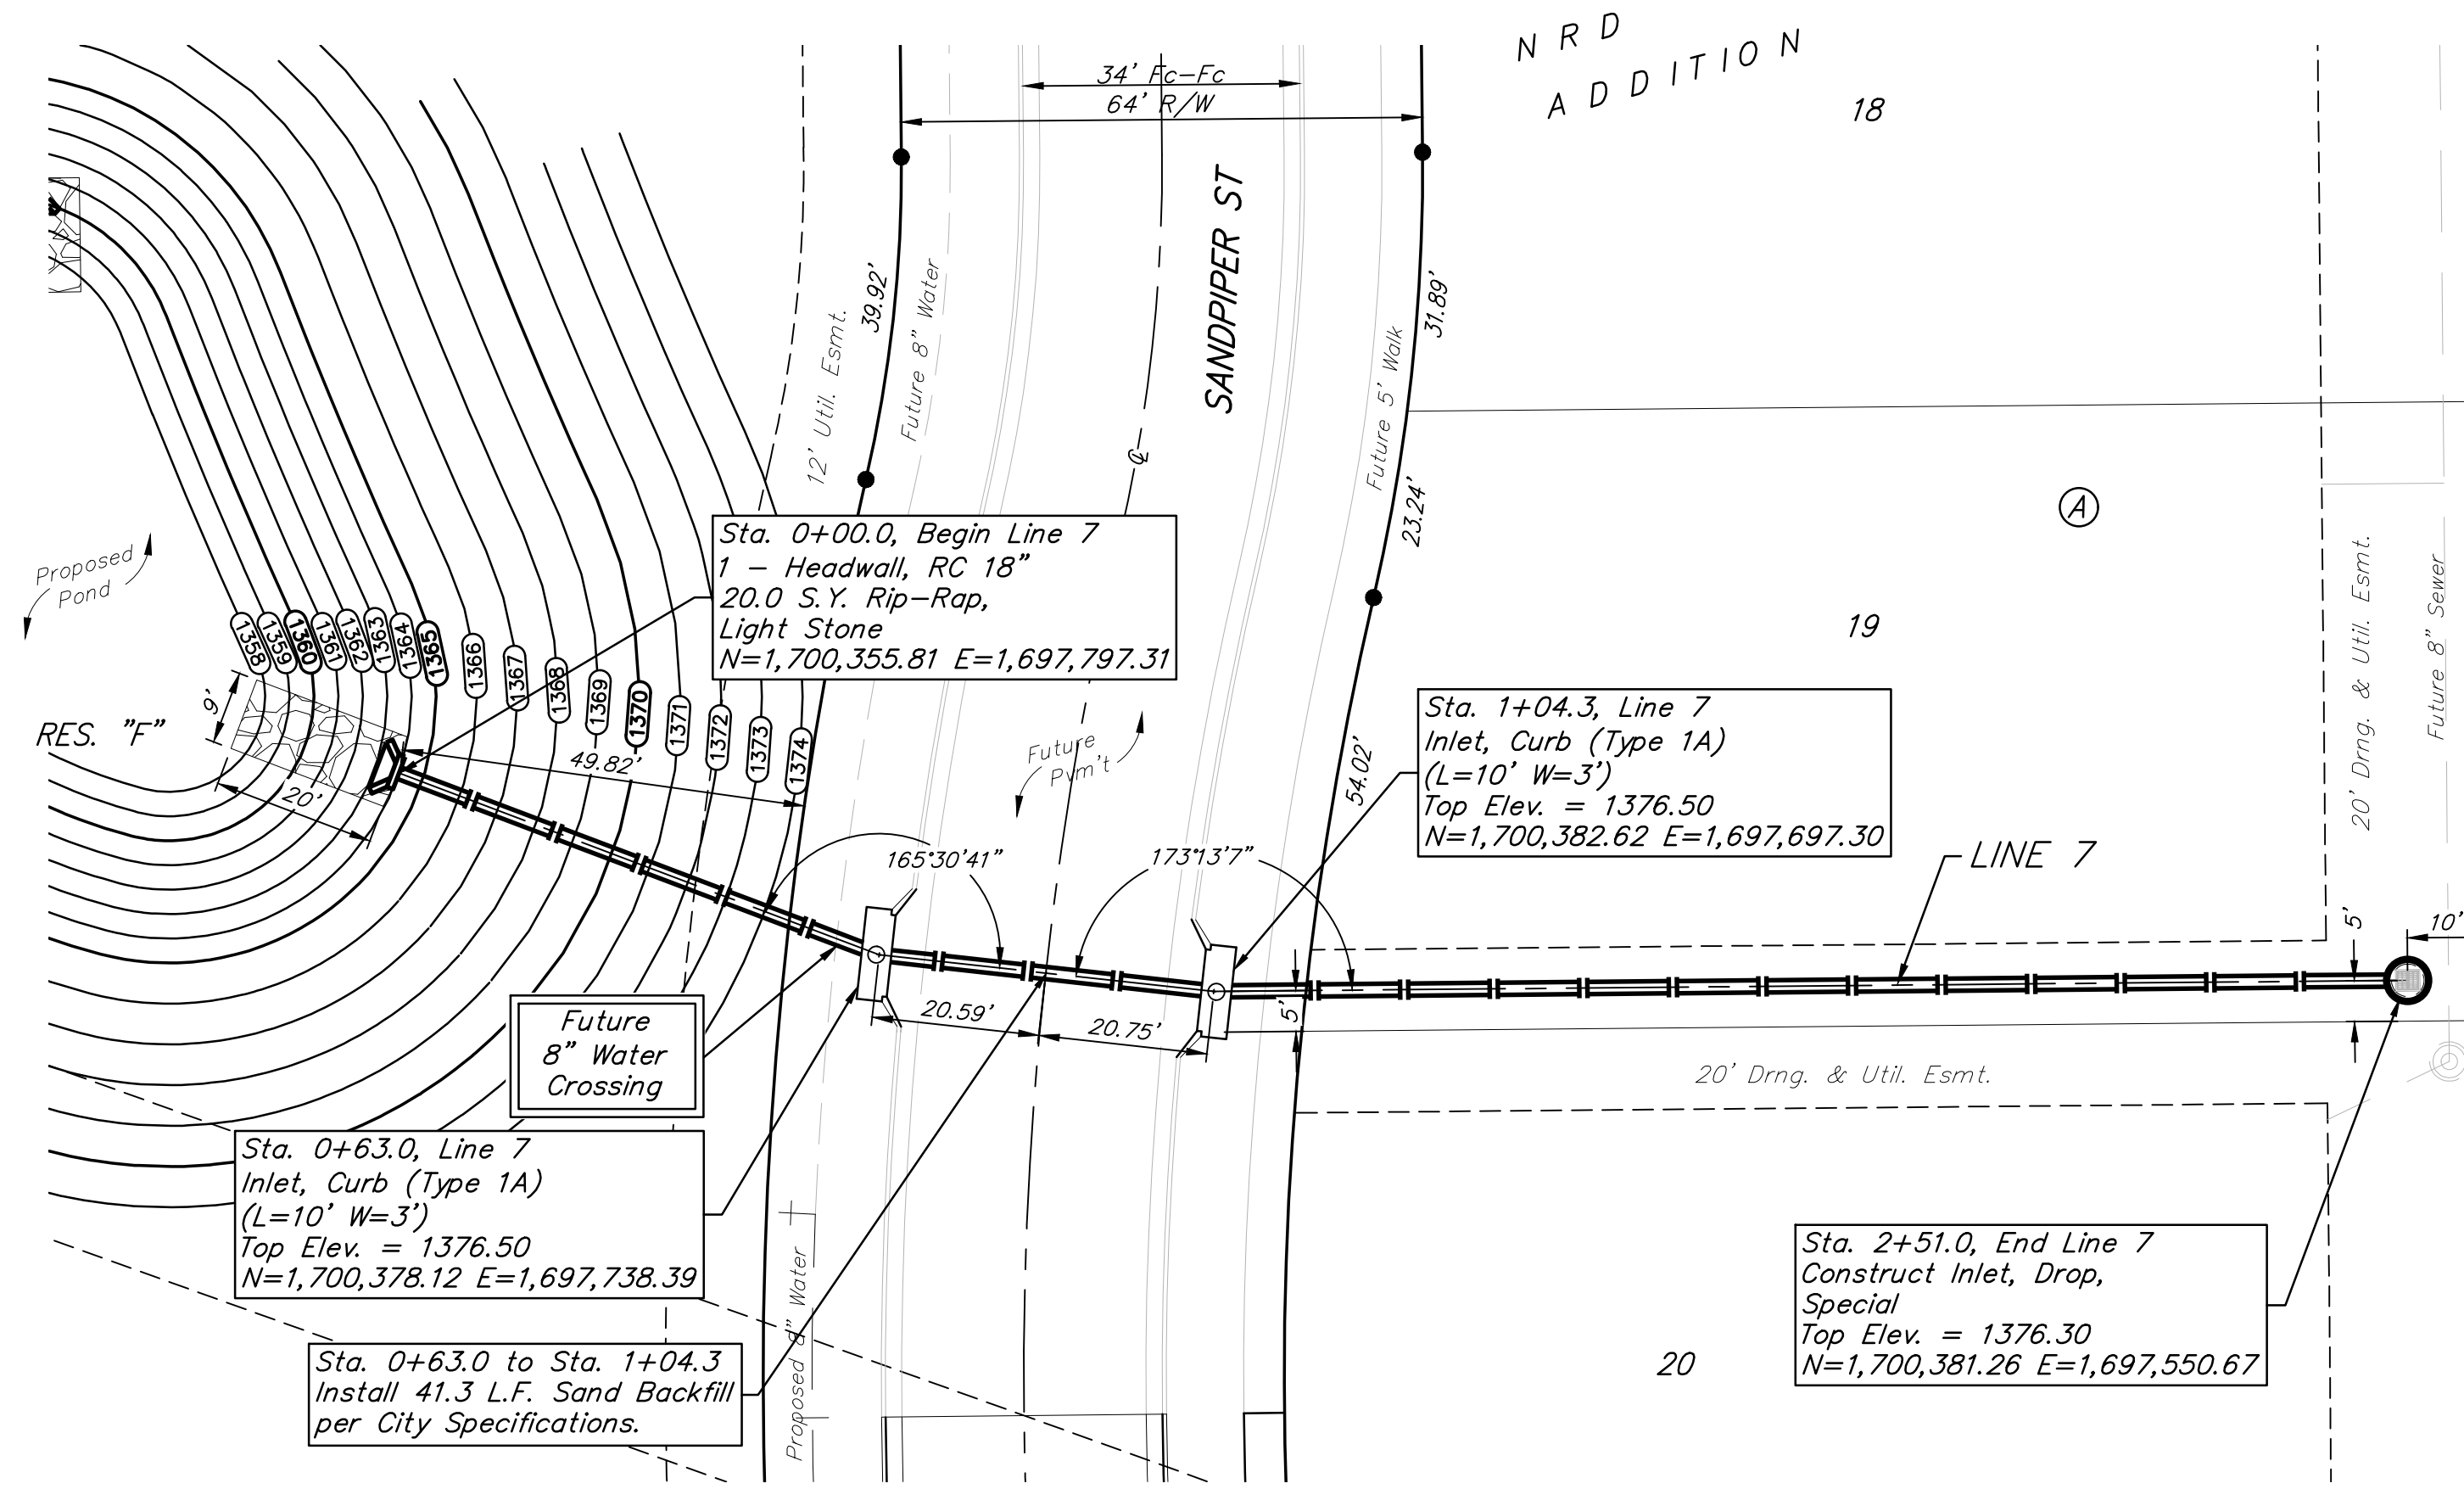 N R D
A D D I T I O N
34' Fc-Fc
64' R/W
18
SANDPIPER ST
39.92'
Future 8" Water
12' Util. Esmt.
31.89'
Future 5' Walk
23.24'
℄
A
Proposed
Pond
Sta. 0+00.0, Begin Line 7
1 - Headwall, RC 18"
20.0 S.Y. Rip-Rap,
Light Stone
N=1,700,355.81 E=1,697,797.31
1358
1359
1360
1361
1362
1363
1364
1365
1366
1367
1368
1369
1370
1371
1372
1373
1374
19
20' Drng. & Util. Esmt.
Future 8" Sewer
9'
RES. "F"
20'
49.82'
Future
Pvm't
54.02'
Sta. 1+04.3, Line 7
Inlet, Curb (Type 1A)
(L=10' W=3')
Top Elev. = 1376.50
N=1,700,382.62 E=1,697,697.30
165°30'41"
173°13'7"
LINE 7
5'
10'
20.59'
20.75'
5'
Future
8" Water
Crossing
20' Drng. & Util. Esmt.
Sta. 0+63.0, Line 7
Inlet, Curb (Type 1A)
(L=10' W=3')
Top Elev. = 1376.50
N=1,700,378.12 E=1,697,738.39
Proposed 8" Water
Sta. 2+51.0, End Line 7
Construct Inlet, Drop,
Special
Top Elev. = 1376.30
N=1,700,381.26 E=1,697,550.67
20
Sta. 0+63.0 to Sta. 1+04.3
Install 41.3 L.F. Sand Backfill
per City Specifications.